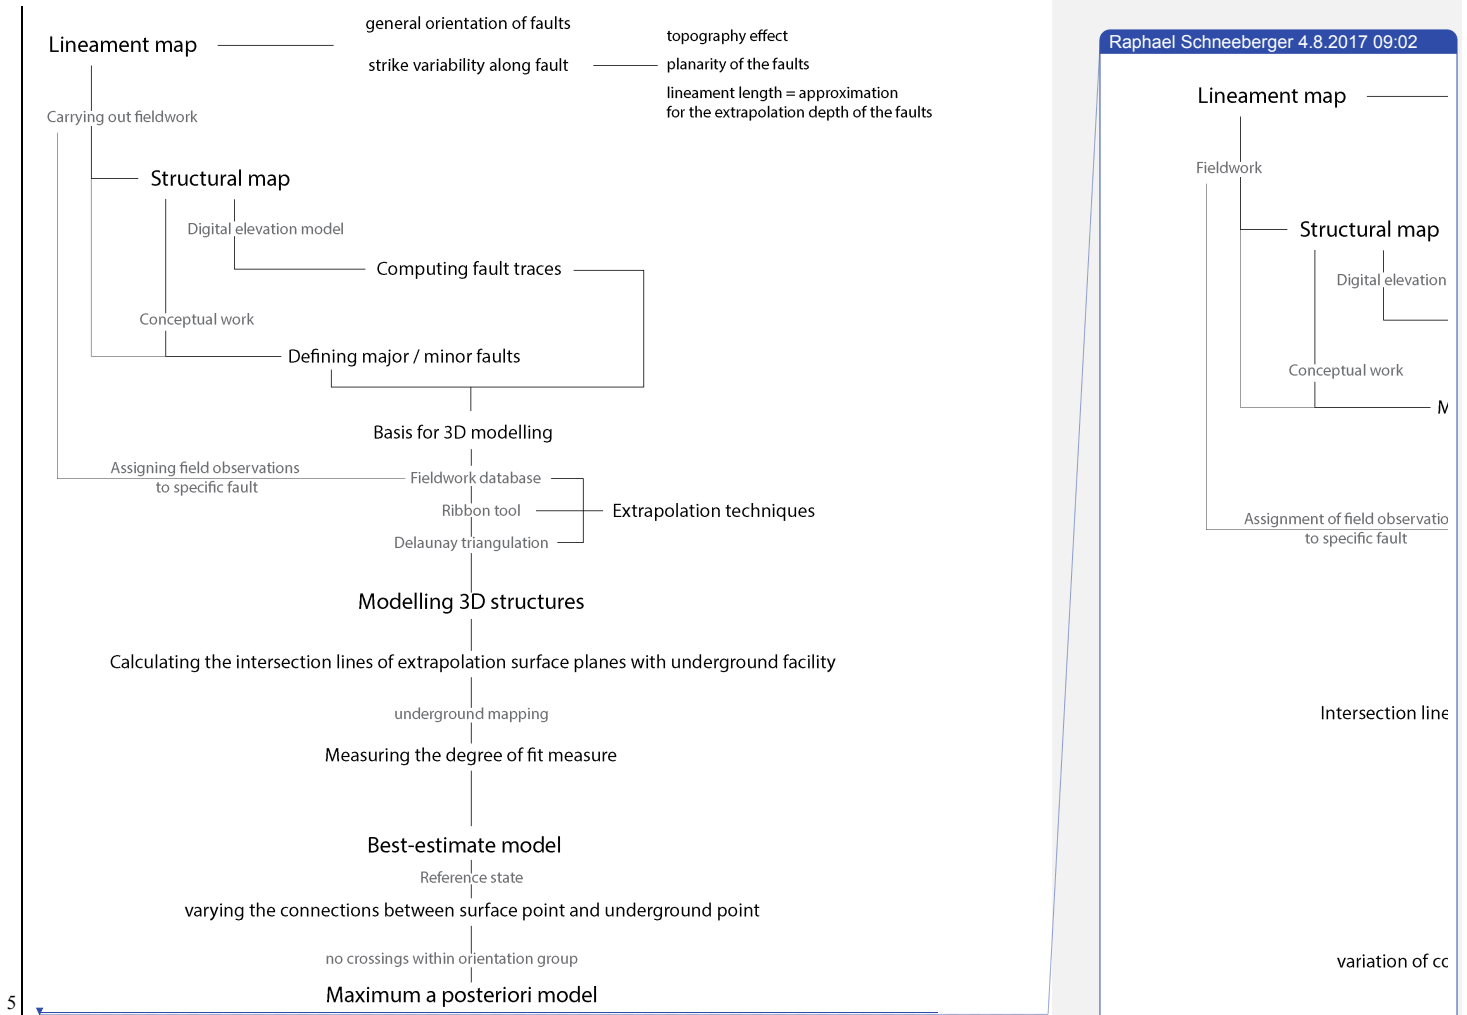 general orientation of faults
Lineament map
strike variability along fault
topography effect
planarity of the faults
lineament length = approximation
for the extrapolation depth of the faults
Carrying out fieldwork
Structural map
Digital elevation model
Computing fault traces
Conceptual work
Defining major / minor faults
Basis for 3D modelling
Assigning field observations
to specific fault
Fieldwork database
Ribbon tool
Delaunay triangulation
Extrapolation techniques
Modelling 3D structures
Calculating the intersection lines of extrapolation surface planes with underground facility
underground mapping
Measuring the degree of fit measure
Best-estimate model
Reference state
varying the connections between surface point and underground point
no crossings within orientation group
Maximum a posteriori model
5
Raphael Schneeberger 4.8.2017 09:02
Lineament map
Fieldwork
Structural map
Digital elevation
Conceptual work
M
Assignment of field observatio
to specific fault
Intersection line
variation of co